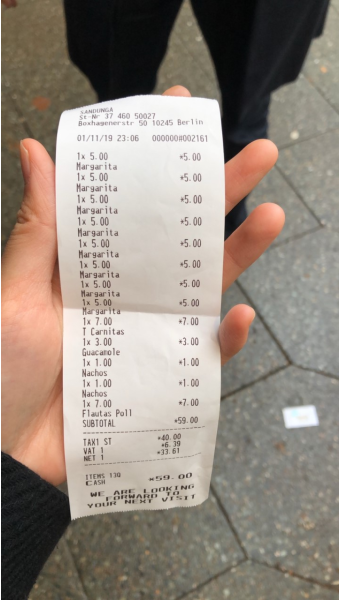 SANDUNGA
St-Nr 37 460 50027
Boxhagenerstr 50 10245 Berlin
01/11/19 23:06 000000#002161
1x 5.00 *5.00
Margarita
1x 5.00 *5.00
Margarita
1x 5.00 *5.00
Margarita
1x 5.00 *5.00
Margarita
1x 5.00 *5.00
Margarita
1x 5.00 *5.00
Margarita
1x 5.00 *5.00
Margarita
1x 5.00 *5.00
Margarita
1x 7.00 *7.00
T Carnitas
1x 3.00 *3.00
Guacamole
1x 1.00 *1.00
Nachos
1x 1.00 *1.00
Nachos
1x 7.00 *7.00
Flautas Poll
SUBTOTAL *59.00
TAX1 ST *40.00
VAT 1 *6.39
NET 1 *33.61
ITEMS 13Q
CASH *59.00
WE ARE LOOKING
FORWARD TO
YOUR NEXT VISIT